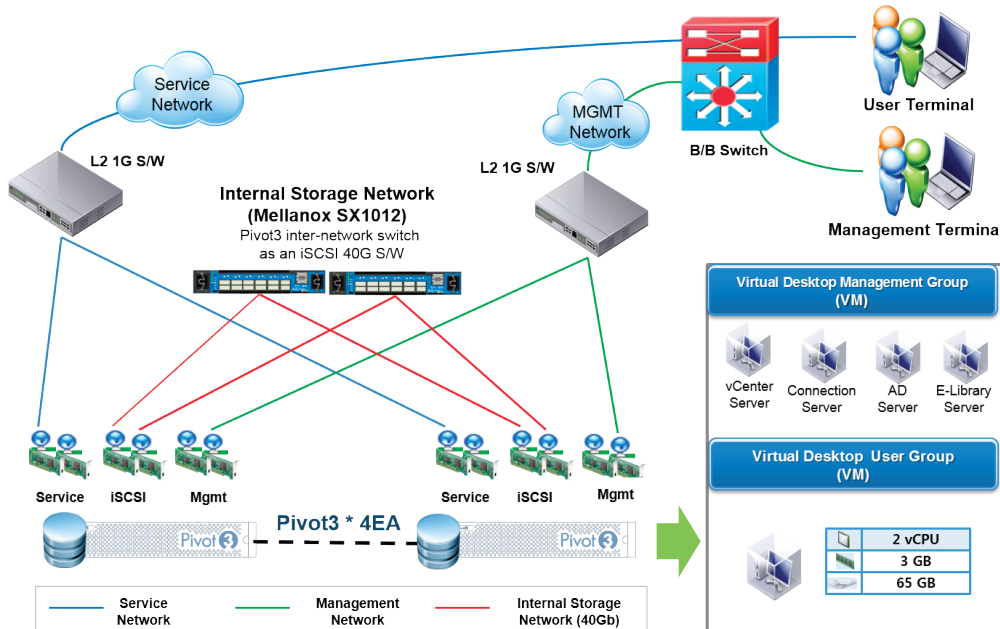 Service
Network
MGMT
Network
B/B Switch
User Terminal
L2 1G S/W
L2 1G S/W
Internal Storage Network
(Mellanox SX1012)
Pivot3 inter-network switch
as an iSCSI 40G S/W
Management Termina
Virtual Desktop Management Group
(VM)
vCenter
Server
Connection
Server
AD
Server
E-Library
Server
Virtual Desktop User Group
(VM)
2 vCPU
3 GB
65 GB
Service
iSCSI
Mgmt
Service
iSCSI
Mgmt
Pivot3
Pivot3 * 4EA
Pivot3
Service
Network
Management
Network
Internal Storage
Network (40Gb)